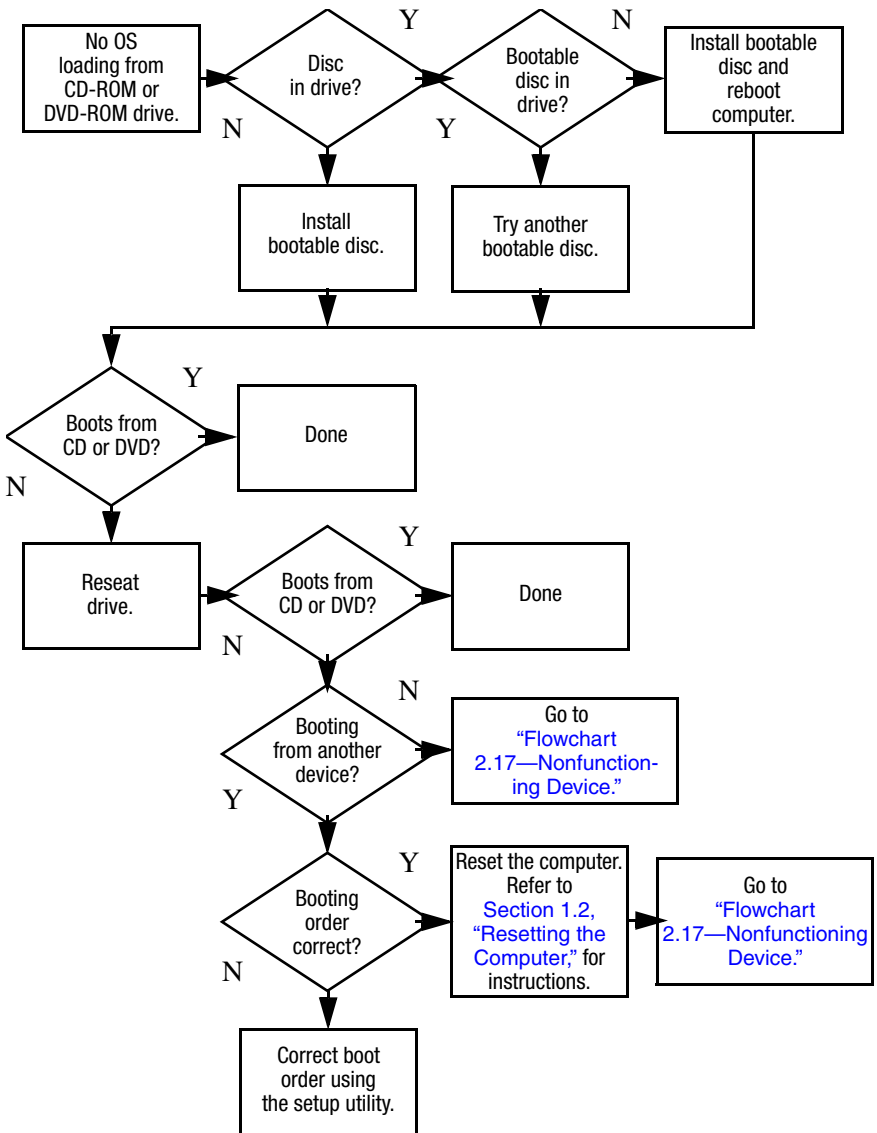 Y
N
No OS
loading from
CD-ROM or
DVD-ROM drive.
Disc
in drive?
Bootable
disc in
drive?
Install bootable
disc and
reboot
computer.
N
Y
Install
bootable disc.
Try another
bootable disc.
Y
Boots from
CD or DVD?
Done
N
Y
Reseat
drive.
Boots from
CD or DVD?
Done
N
N
Booting
from another
device?
Go to
“Flowchart
2.17—Nonfunction-
ing Device.”
Y
Y
Booting
order
correct?
Reset the computer.
Refer to
Section 1.2,
“Resetting the
Computer,” for
instructions.
Go to
“Flowchart
2.17—Nonfunctioning
Device.”
N
Correct boot
order using
the setup utility.